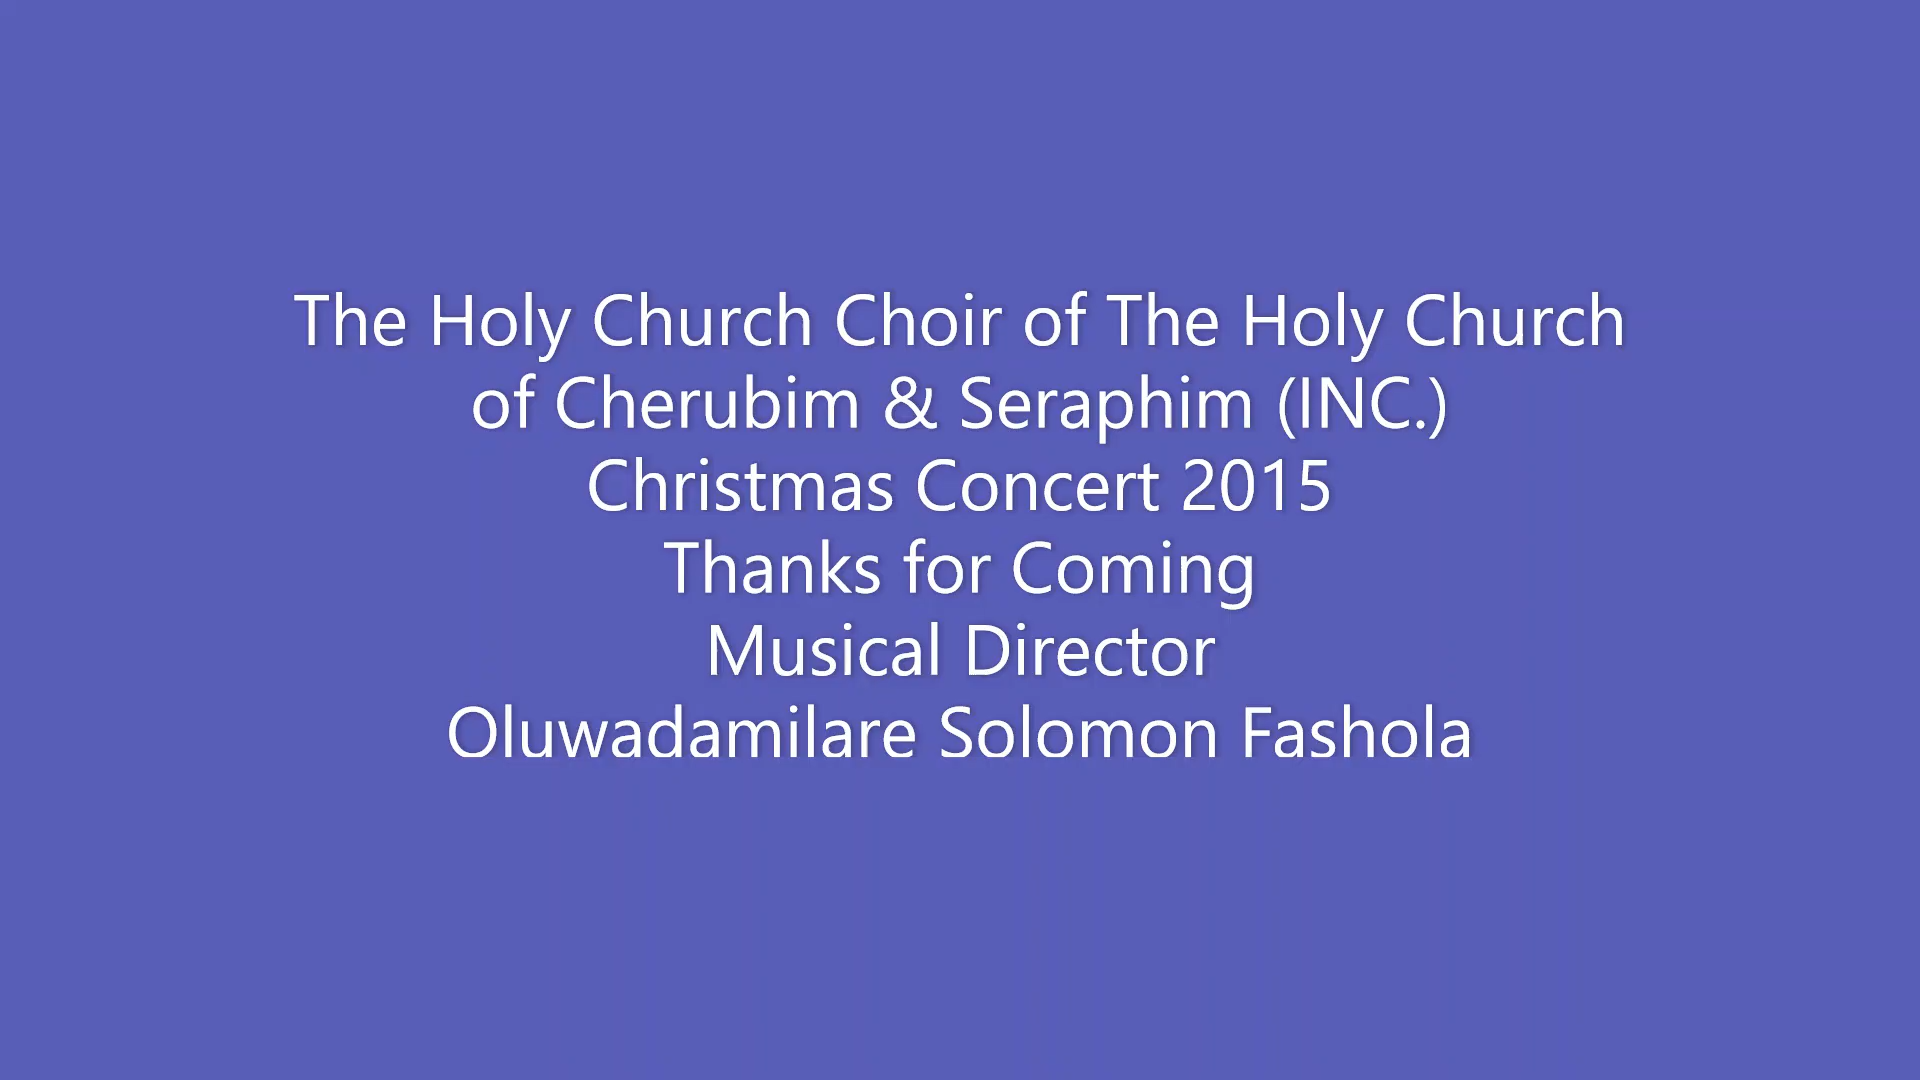 The Holy Church Choir of The Holy Church
of Cherubim & Seraphim (INC.)
Christmas Concert 2015
Thanks for Coming
Musical Director
Oluwadamilare Solomon Fashola